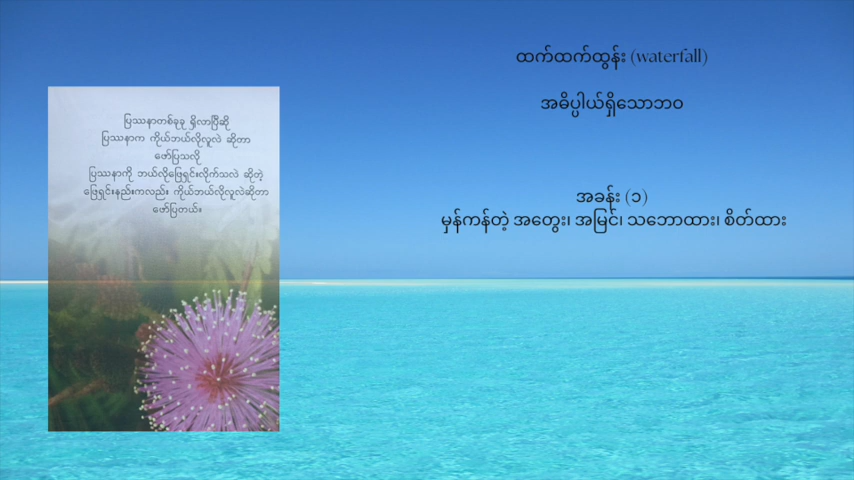 ပြဿနာတစ်ခုခု ရှိလာပြီဆို
ပြဿနာက ကိုယ်ဘယ်လိုလူလဲ ဆိုတာ
ဖော်ပြသလို
ပြဿနာကို ဘယ်လိုဖြေရှင်းလိုက်သလဲ ဆိုတဲ့
ဖြေရှင်းနည်းကလည်း ကိုယ်ဘယ်လိုလူလဲဆိုတာ
ဖော်ပြတယ်။
ထက်ထက်ထွန်း (waterfall)
အဓိပ္ပါယ်ရှိသောဘဝ
အခန်း (၁)
မှန်ကန်တဲ့ အတွေး၊ အမြင်၊ သဘောထား၊ စိတ်ထား